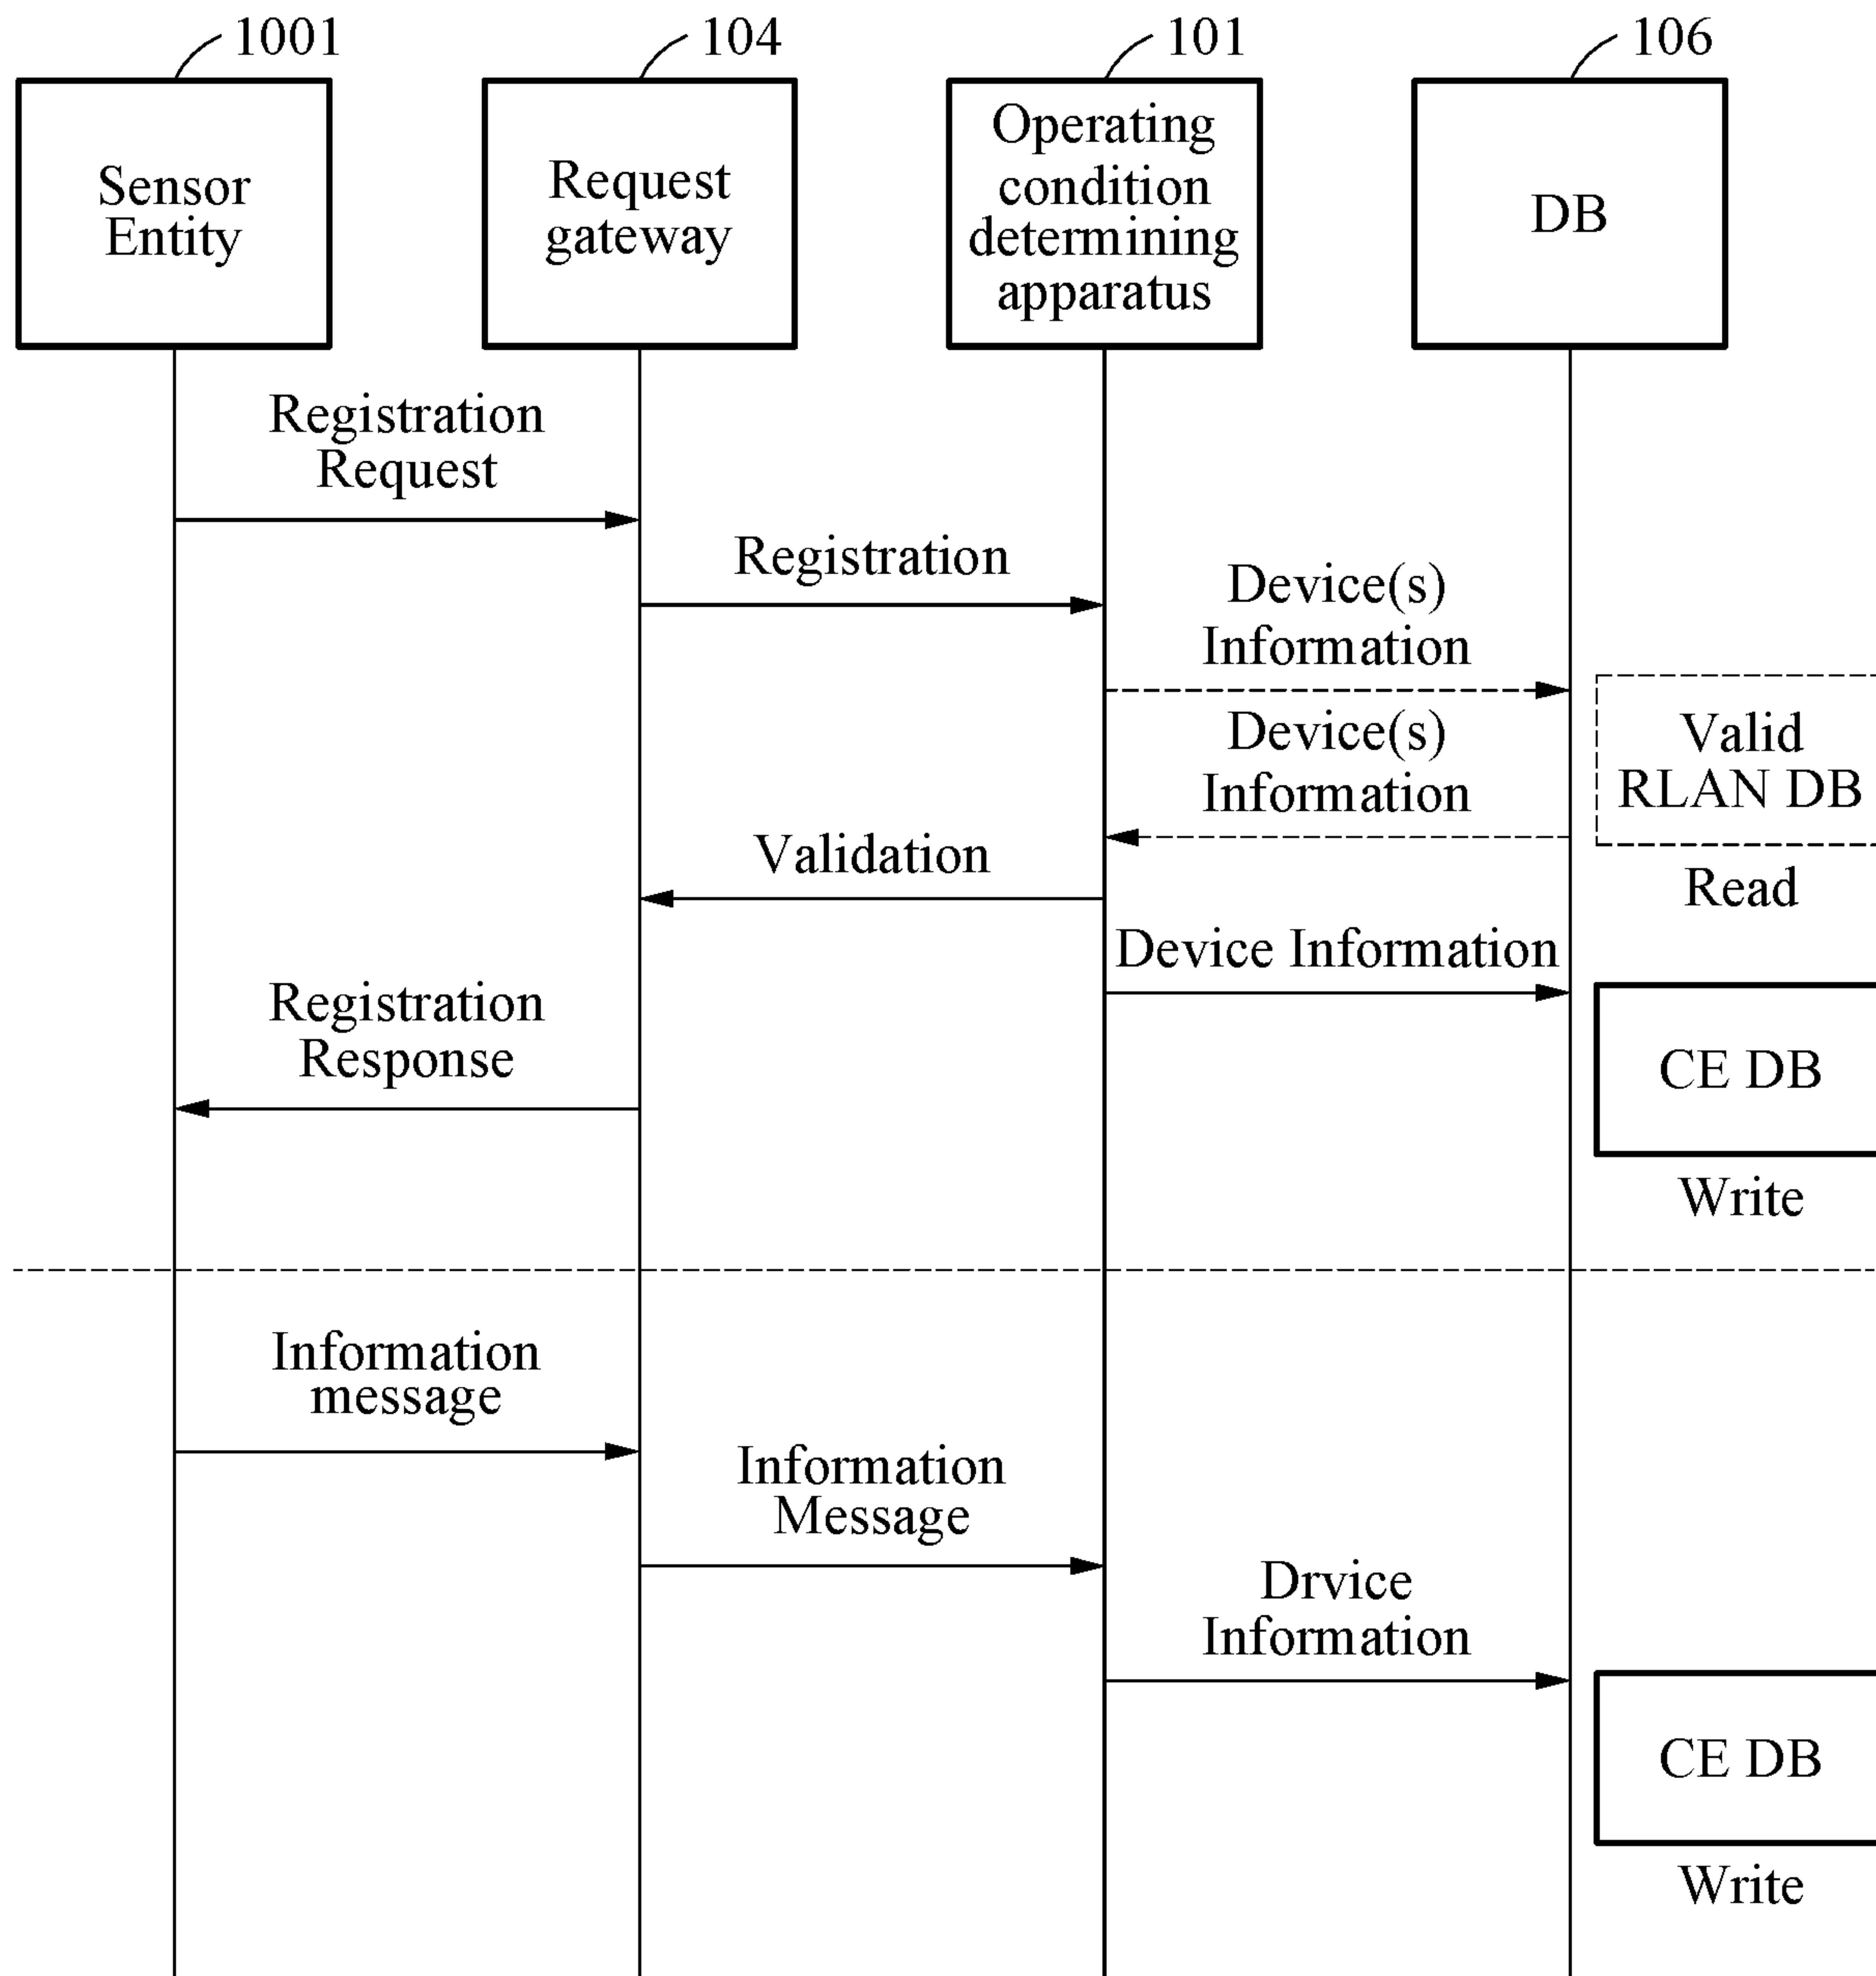 1001
104
101
106
Sensor
Entity
Request
gateway
Operating
condition
determining
apparatus
DB
Registration
Request
Registration
Device(s)
Information
Device(s)
Information
Valid
RLAN DB
Read
Validation
Device Information
Registration
Response
CE DB
Write
Information
message
Information
Message
Drvice
Information
CE DB
Write